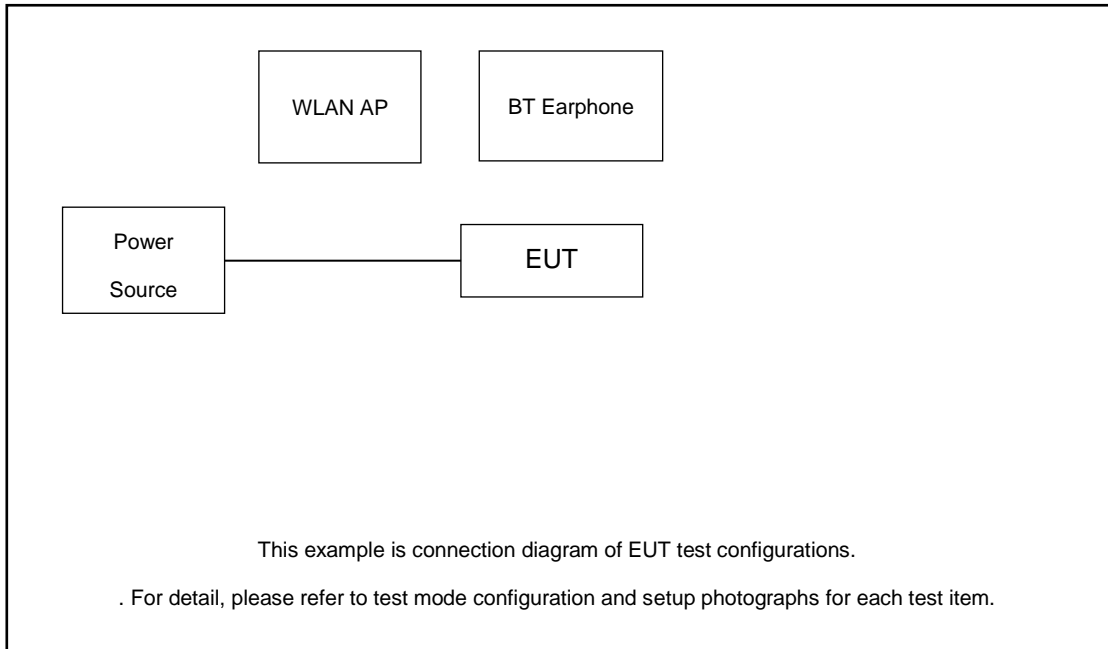 WLAN AP
BT Earphone
Power
Source
EUT
This example is connection diagram of EUT test configurations.
. For detail, please refer to test mode configuration and setup photographs for each test item.